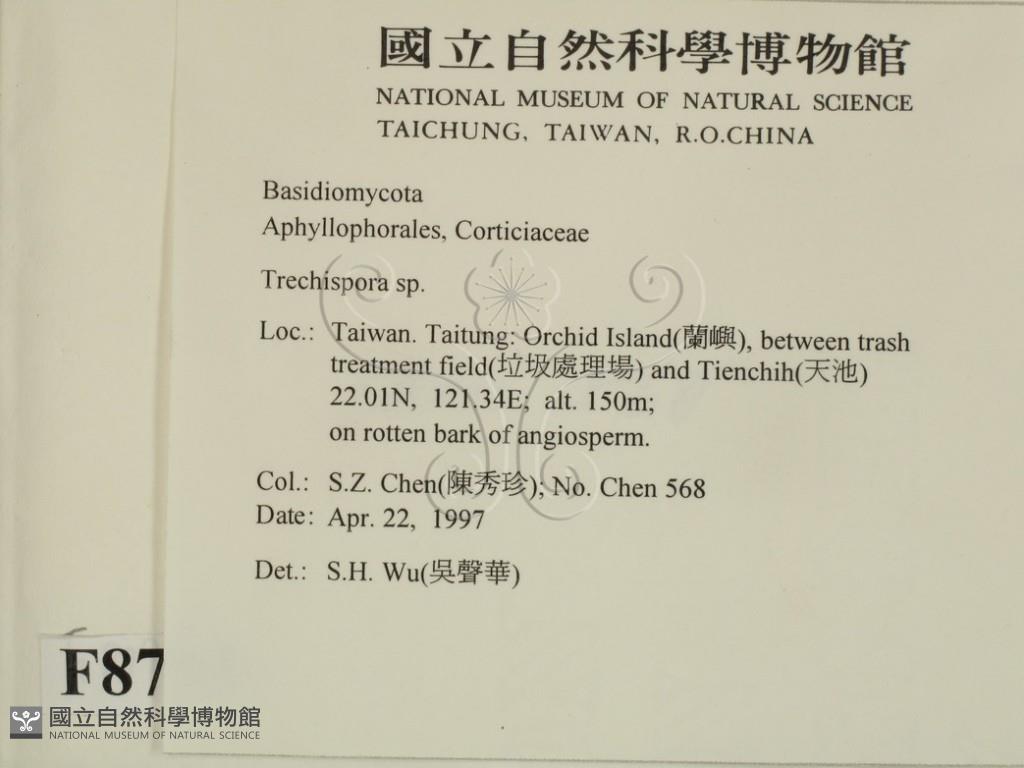 國立自然科學博物館
NATIONAL MUSEUM OF NATURAL SCIENCE
TAICHUNG, TAIWAN, R.O.CHINA
Basidiomycota
Aphyllophorales, Corticiaceae
Trechispora sp.
Loc.: Taiwan. Taitung: Orchid Island(蘭嶼), between trash
treatment field(垃圾處理場) and Tienchih(天池)
22.01N, 121.34E; alt. 150m;
on rotten bark of angiosperm.
Col.: S.Z. Chen(陳秀珍); No. Chen 568
Date: Apr. 22, 1997
Det.: S.H. Wu(吳聲華)
F87
國立自然科學博物館
NATIONAL MUSEUM OF NATURAL SCIENCE